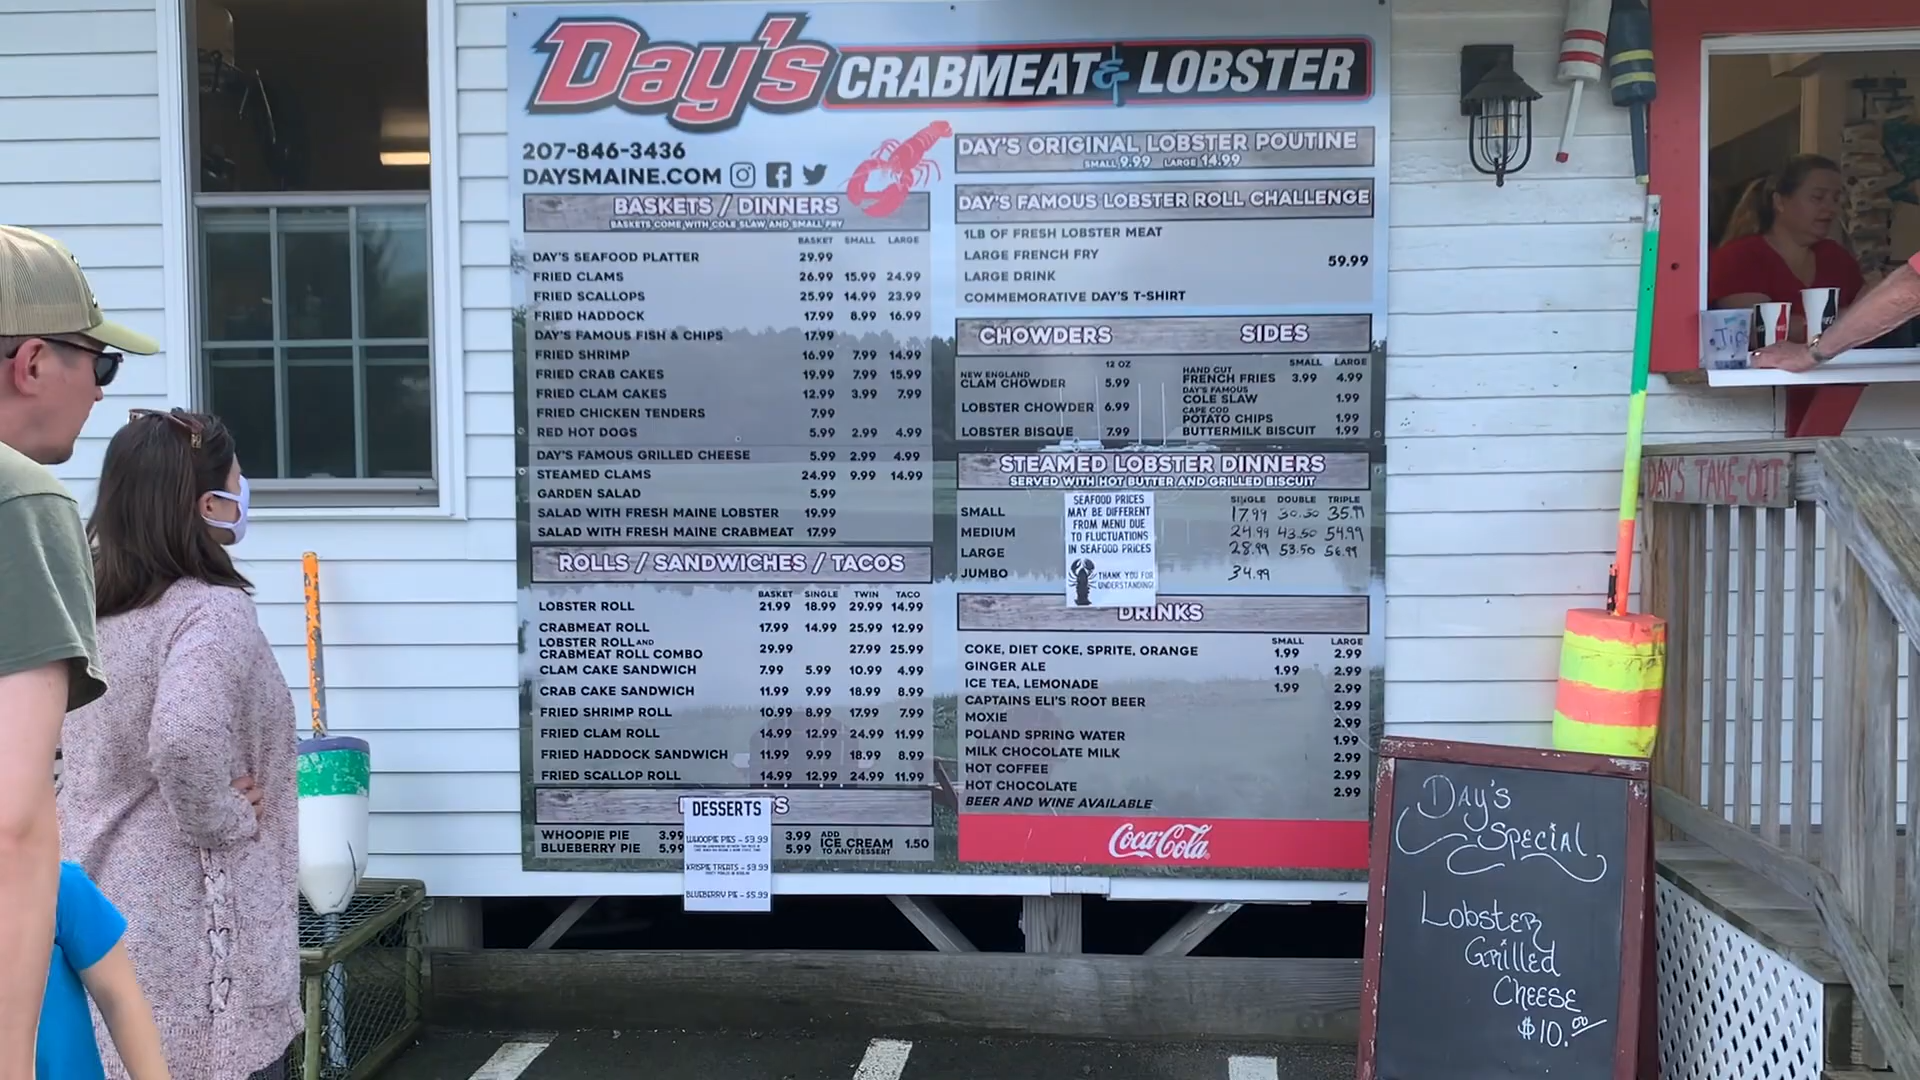 Day's CRABMEAT & LOBSTER
207-846-3436
DAYSMAINE.COM
BASKETS / DINNERS
BASKETS COME WITH COLE SLAW AND SMALL FRY
BASKET SMALL LARGE
DAY'S SEAFOOD PLATTER 29.99
FRIED CLAMS 26.99 15.99 24.99
FRIED SCALLOPS 25.99 14.99 23.99
FRIED HADDOCK 17.99 8.99 16.99
DAY'S FAMOUS FISH & CHIPS 17.99
FRIED SHRIMP 16.99 7.99 14.99
FRIED CRAB CAKES 19.99 7.99 15.99
FRIED CLAM CAKES 12.99 3.99 7.99
FRIED CHICKEN TENDERS 7.99
RED HOT DOGS 5.99 2.99 4.99
DAY'S FAMOUS GRILLED CHEESE 5.99 2.99 4.99
STEAMED CLAMS 24.99 9.99 14.99
GARDEN SALAD 5.99
SALAD WITH FRESH MAINE LOBSTER 19.99
SALAD WITH FRESH MAINE CRABMEAT 17.99
ROLLS / SANDWICHES / TACOS
BASKET SINGLE TWIN TACO
LOBSTER ROLL 21.99 18.99 29.99 14.99
CRABMEAT ROLL 17.99 14.99 25.99 12.99
LOBSTER ROLL AND
CRABMEAT ROLL COMBO 29.99 27.99 25.99
CLAM CAKE SANDWICH 7.99 5.99 10.99 4.99
CRAB CAKE SANDWICH 11.99 9.99 18.99 8.99
FRIED SHRIMP ROLL 10.99 8.99 17.99 7.99
FRIED CLAM ROLL 14.99 12.99 24.99 11.99
FRIED HADDOCK SANDWICH 11.99 9.99 18.99 8.99
FRIED SCALLOP ROLL 14.99 12.99 24.99 11.99
WHOOPIE PIE 3.99
BLUEBERRY PIE 5.99
DESSERTS
WHOOPIE PIES - $3.99
KRISPIE TREATS - $3.99
BLUEBERRY PIE - $5.99
3.99
5.99
ADD
ICE CREAM 1.50
TO ANY DESSERT
DAY'S ORIGINAL LOBSTER POUTINE
SMALL 9.99 LARGE 14.99
DAY'S FAMOUS LOBSTER ROLL CHALLENGE
1LB OF FRESH LOBSTER MEAT
LARGE FRENCH FRY
59.99
LARGE DRINK
COMMEMORATIVE DAY'S T-SHIRT
CHOWDERS
12 OZ
NEW ENGLAND
CLAM CHOWDER 5.99
LOBSTER CHOWDER 6.99
LOBSTER BISQUE 7.99
SIDES
SMALL LARGE
HAND CUT
FRENCH FRIES 3.99 4.99
DAY'S FAMOUS
COLE SLAW 1.99
CAPE COD
POTATO CHIPS 1.99
BUTTERMILK BISCUIT 1.99
STEAMED LOBSTER DINNERS
SERVED WITH HOT BUTTER AND GRILLED BISCUIT
SINGLE DOUBLE TRIPLE
SMALL 17.99 30.50 35.99
MEDIUM 24.99 43.50 54.99
LARGE 28.99 53.50 56.99
JUMBO 34.99
SEAFOOD PRICES
MAY BE DIFFERENT
FROM MENU DUE
TO FLUCTUATIONS
IN SEAFOOD PRICES
THANK YOU FOR
UNDERSTANDING!
DRINKS
SMALL LARGE
COKE, DIET COKE, SPRITE, ORANGE 1.99 2.99
GINGER ALE 1.99 2.99
ICE TEA, LEMONADE 1.99 2.99
CAPTAINS ELI'S ROOT BEER 2.99
MOXIE 2.99
POLAND SPRING WATER 1.99
MILK CHOCOLATE MILK 2.99
HOT COFFEE 2.99
HOT CHOCOLATE 2.99
BEER AND WINE AVAILABLE
Coca-Cola
Tips
DAY'S TAKE-OUT
DAY'S
SPECIAL
LOBSTER
GRILLED
CHEESE
$10.00